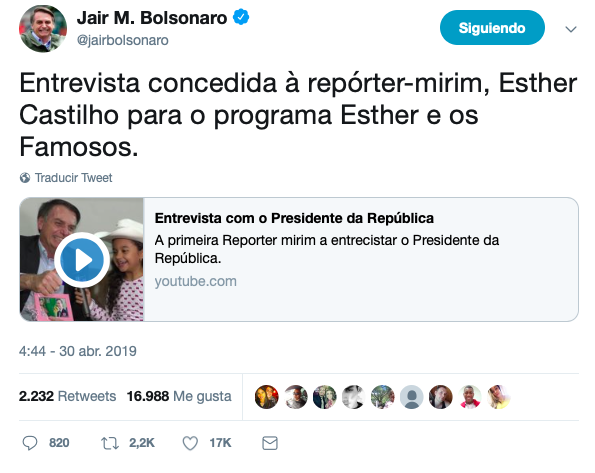 Jair M. Bolsonaro
@jairbolsonaro
Siguiendo
Entrevista concedida à repórter-mirim, Esther
Castilho para o programa Esther e os
Famosos.
Traducir Tweet
Entrevista com o Presidente da República
A primeira Reporter mirim a entrecistar o Presidente da
República.
youtube.com
4:44 - 30 abr. 2019
2.232 Retweets 16.988 Me gusta
820 2,2K 17K